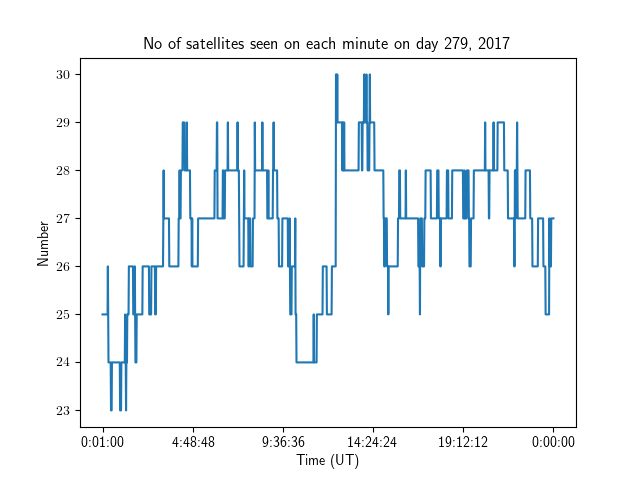 No of satellites seen on each minute on day 279, 2017
30
29
28
27
26
25
24
23
Number
0:01:00 4:48:48 9:36:36 14:24:24 19:12:12 0:00:00
Time (UT)